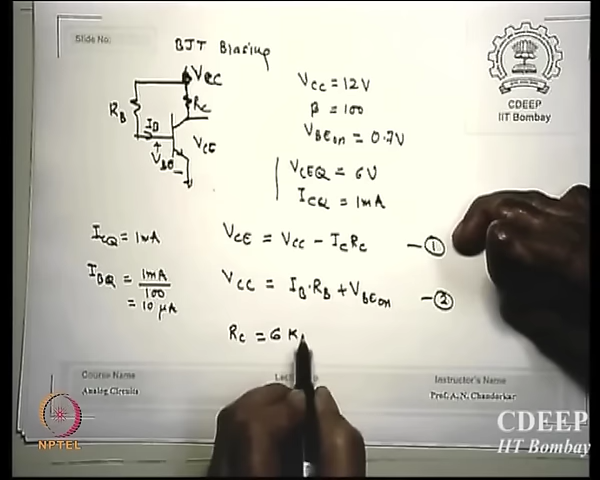 Slide No:
BJT Biasing
VCC
RB
RC
IB
VCE
+
VBE
-
VCC = 12V
β = 100
VBEon = 0.7V
VCEQ = 6V
ICQ = 1mA
ICQ = 1mA
IBQ = 1mA
100
= 10 μA
VCE = VCC - ICRC - ①
VCC = IB·RB + VBEon - ②
RC = 6 K
Course Name
Analog Circuits
Instructor's Name
Prof. A. N. Chandorkar
CDEEP
IIT Bombay
NPTEL
CDEEP
IIT Bombay